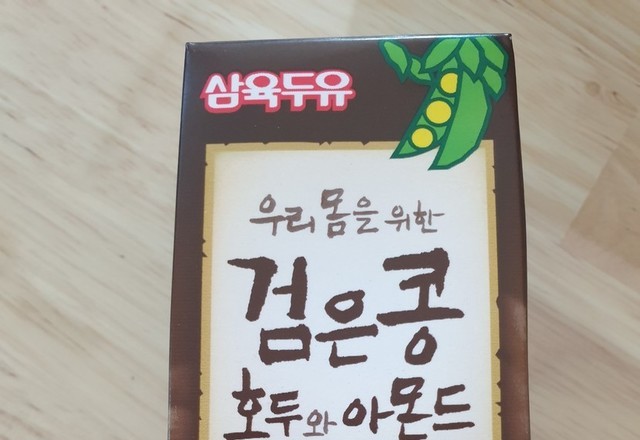 삼육두유
우리 몸을 위한
검은콩
호두와 아몬드